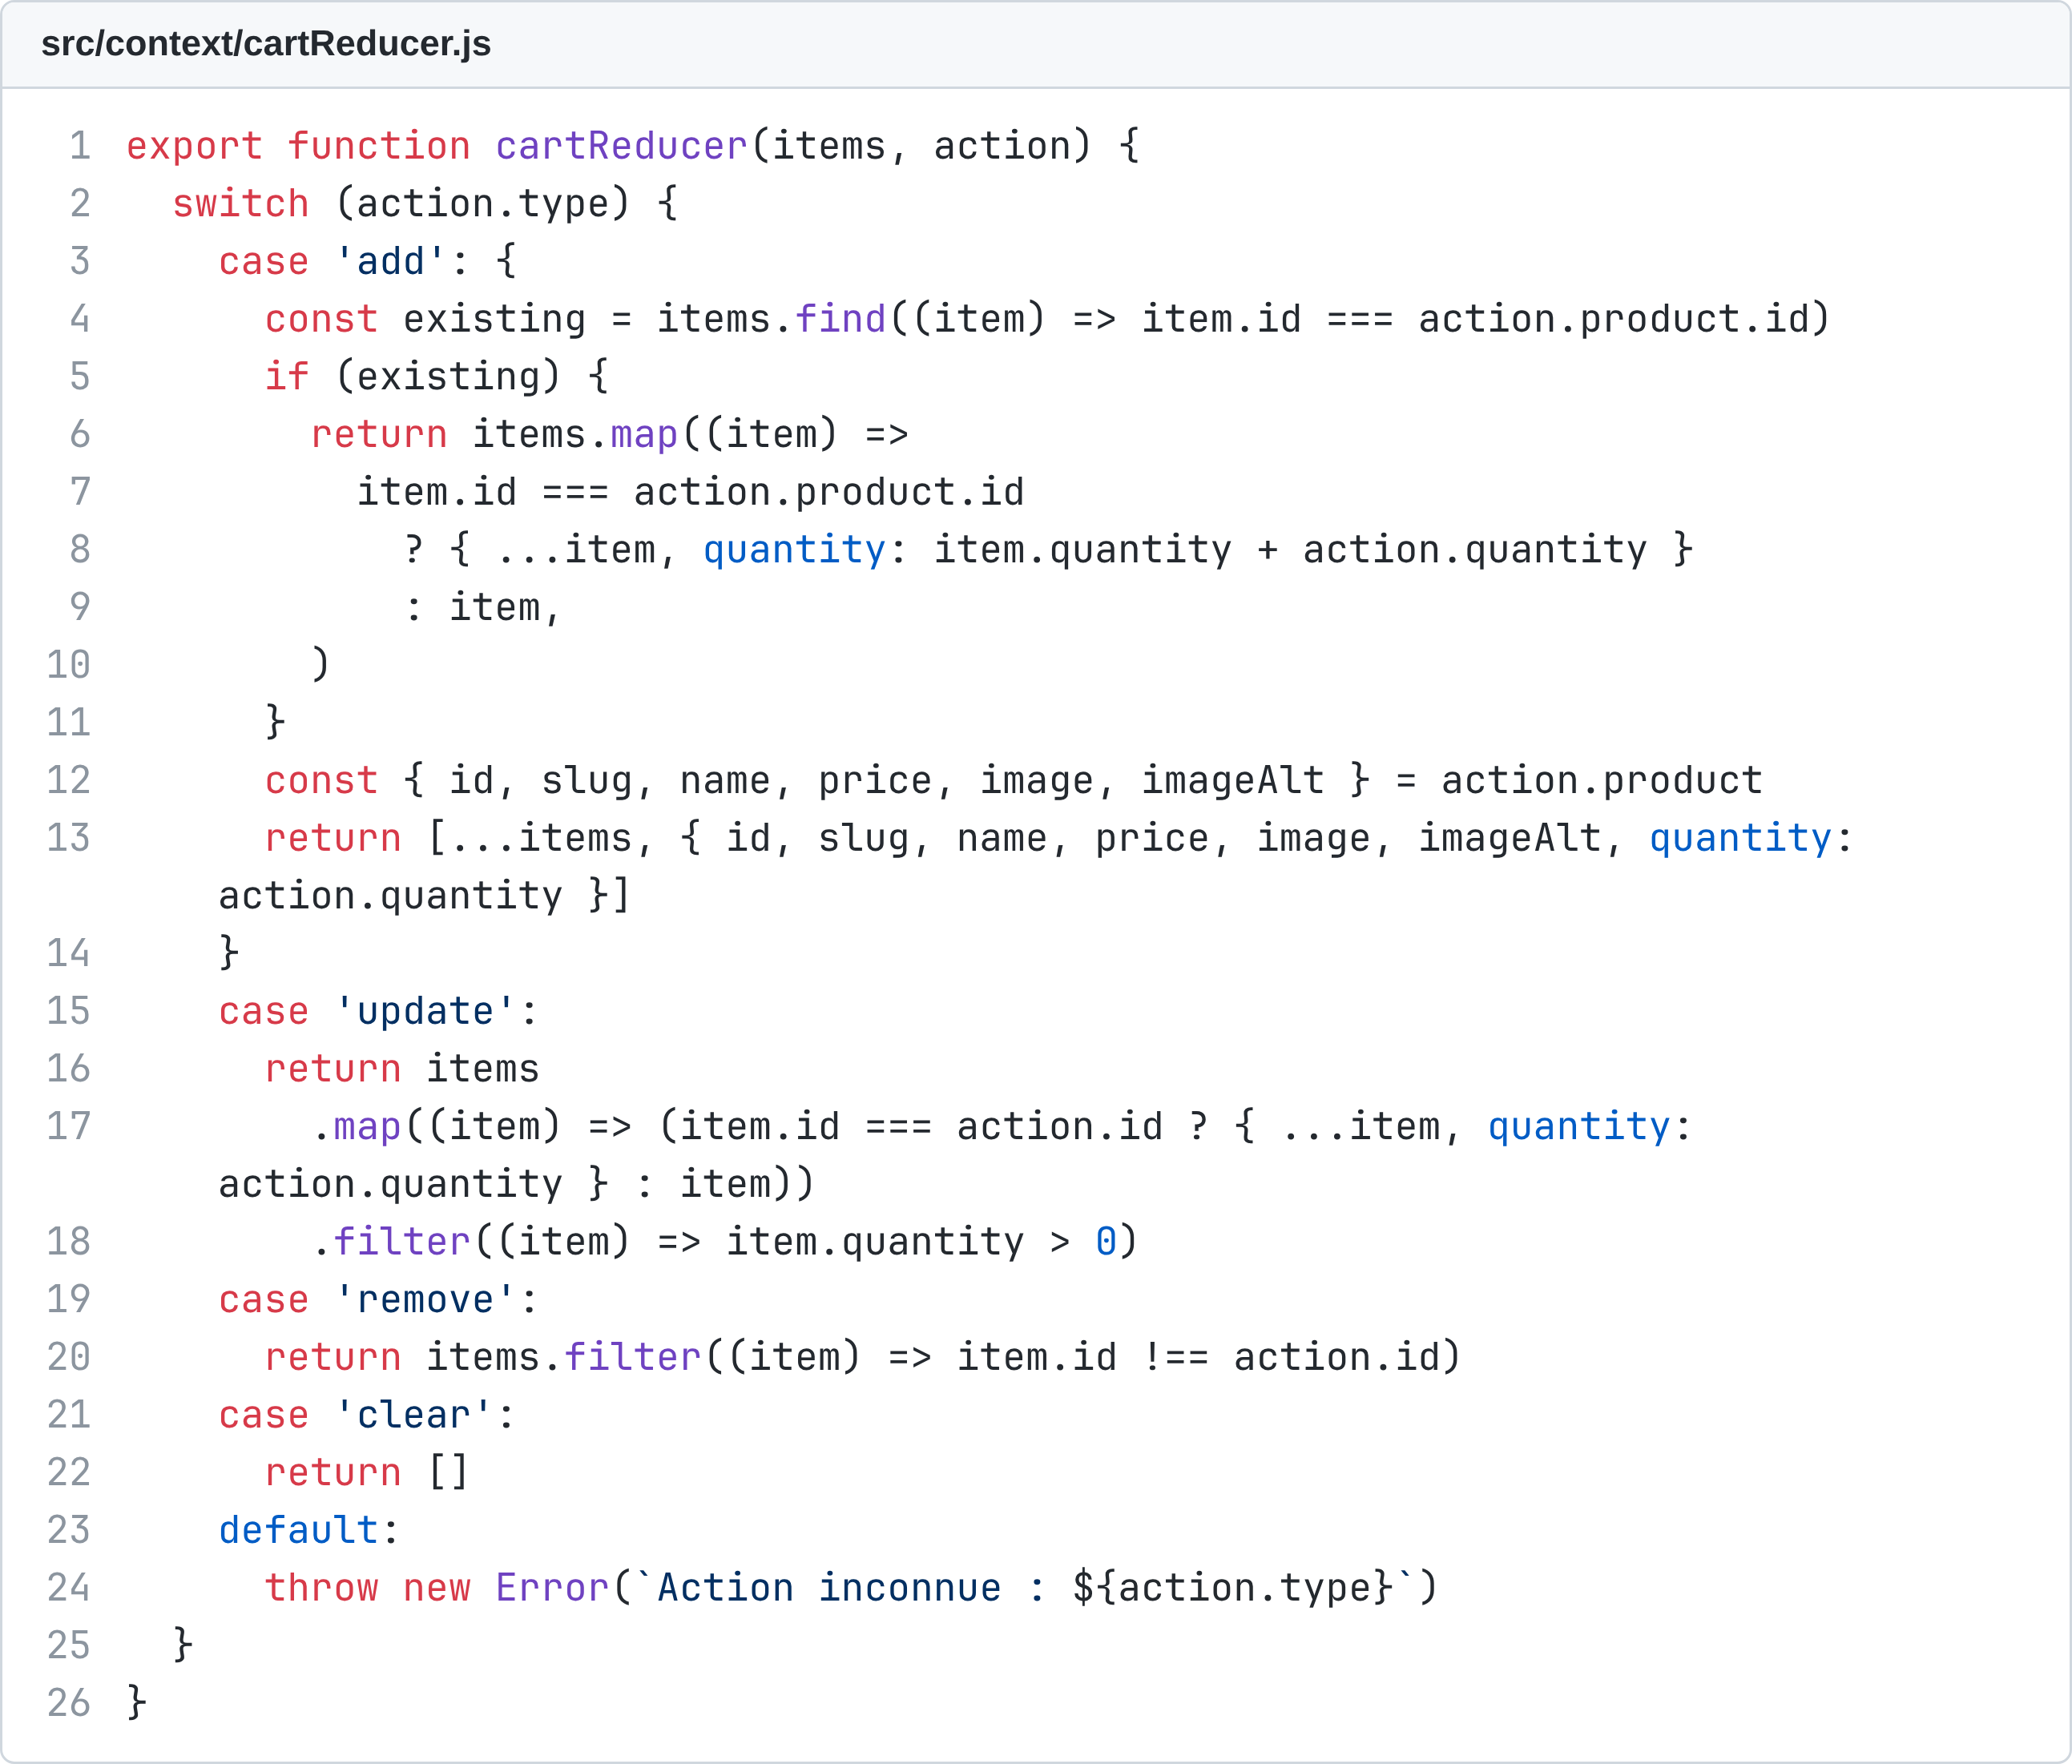 src/context/cartReducer.js
1 export function cartReducer(items, action) {
2   switch (action.type) {
3     case 'add': {
4       const existing = items.find((item) => item.id === action.product.id)
5       if (existing) {
6         return items.map((item) =>
7           item.id === action.product.id
8             ? { ...item, quantity: item.quantity + action.quantity }
9             : item,
10         )
11       }
12       const { id, slug, name, price, image, imageAlt } = action.product
13       return [...items, { id, slug, name, price, image, imageAlt, quantity:
     action.quantity }]
14     }
15     case 'update':
16       return items
17         .map((item) => (item.id === action.id ? { ...item, quantity:
     action.quantity } : item))
18         .filter((item) => item.quantity > 0)
19     case 'remove':
20       return items.filter((item) => item.id !== action.id)
21     case 'clear':
22       return []
23     default:
24       throw new Error(`Action inconnue : ${action.type}`)
25   }
26 }